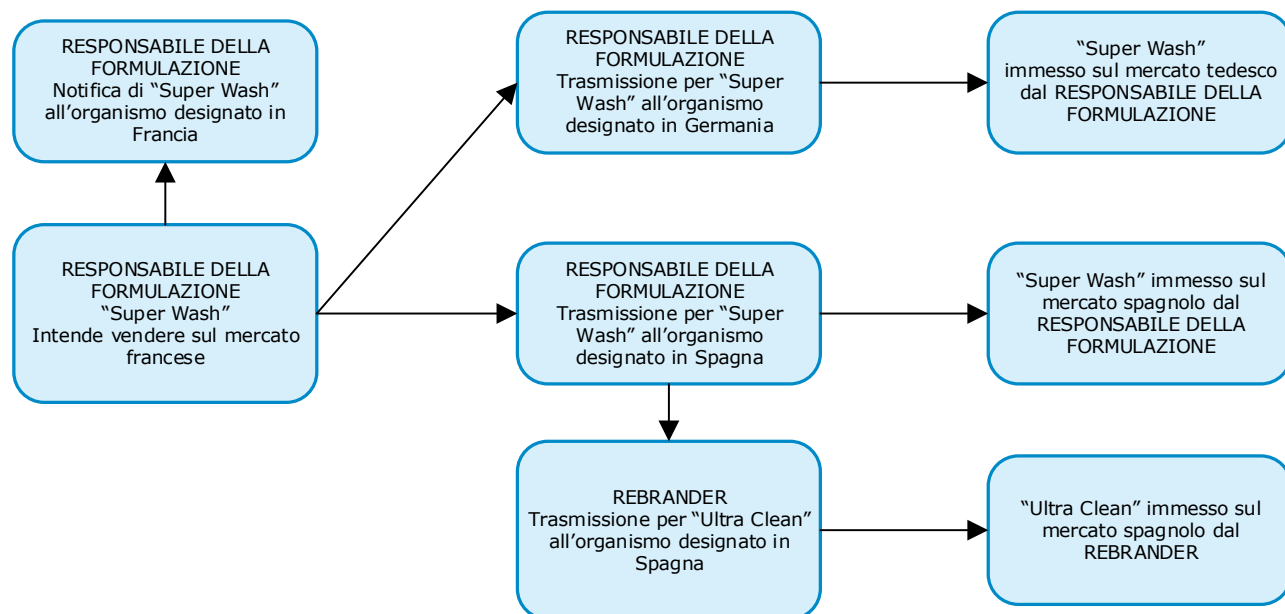 RESPONSABILE DELLA
FORMULAZIONE
Notifica di “Super Wash”
all’organismo designato in
Francia
RESPONSABILE DELLA
FORMULAZIONE
Trasmissione per “Super
Wash” all’organismo
designato in Germania
“Super Wash”
immesso sul mercato tedesco
dal RESPONSABILE DELLA
FORMULAZIONE
RESPONSABILE DELLA
FORMULAZIONE
“Super Wash”
Intende vendere sul mercato
francese
RESPONSABILE DELLA
FORMULAZIONE
Trasmissione per “Super
Wash” all’organismo
designato in Spagna
“Super Wash” immesso sul
mercato spagnolo dal
RESPONSABILE DELLA
FORMULAZIONE
REBRANDER
Trasmissione per “Ultra Clean”
all’organismo designato in
Spagna
“Ultra Clean” immesso sul
mercato spagnolo dal
REBRANDER